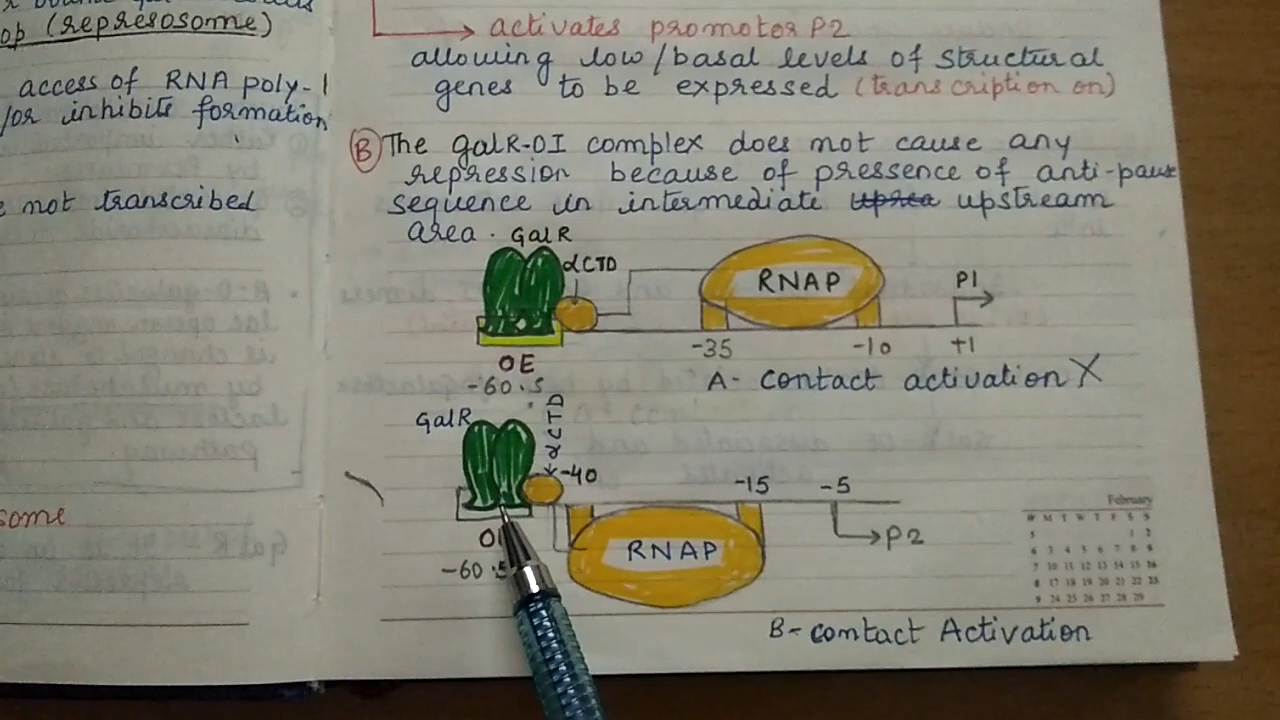 op (represosome)
access of RNA poly-
/or inhibits formation
not transcribed
some
activates promotor P2
allowing low/basal levels of structural
genes to be expressed (transcription on)
B The galR-OI complex does not cause any
repression because of pressence of anti-pause
sequence in intermediate upstream
area.
GalR
αCTD
RNAP
P1
OE
-60.5
-35
-10
+1
A- contact activation X
GalR
αCTD
-40
-15
-5
-60.5
RNAP
P2
February
B- contact Activation